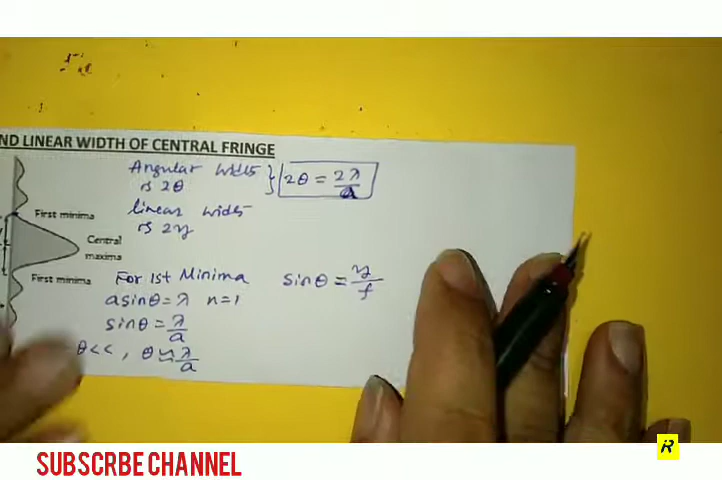 ND LINEAR WIDTH OF CENTRAL FRINGE
Angular width
is 2θ
2θ = 2λ/a
linear width
is 2y
First minima
Central
maxima
First minima
For 1st Minima
asinθ = λ n=1
sinθ = λ/a
θ<<, θ ≈ λ/a
sinθ = y/f
SUBSCRBE CHANNEL
R